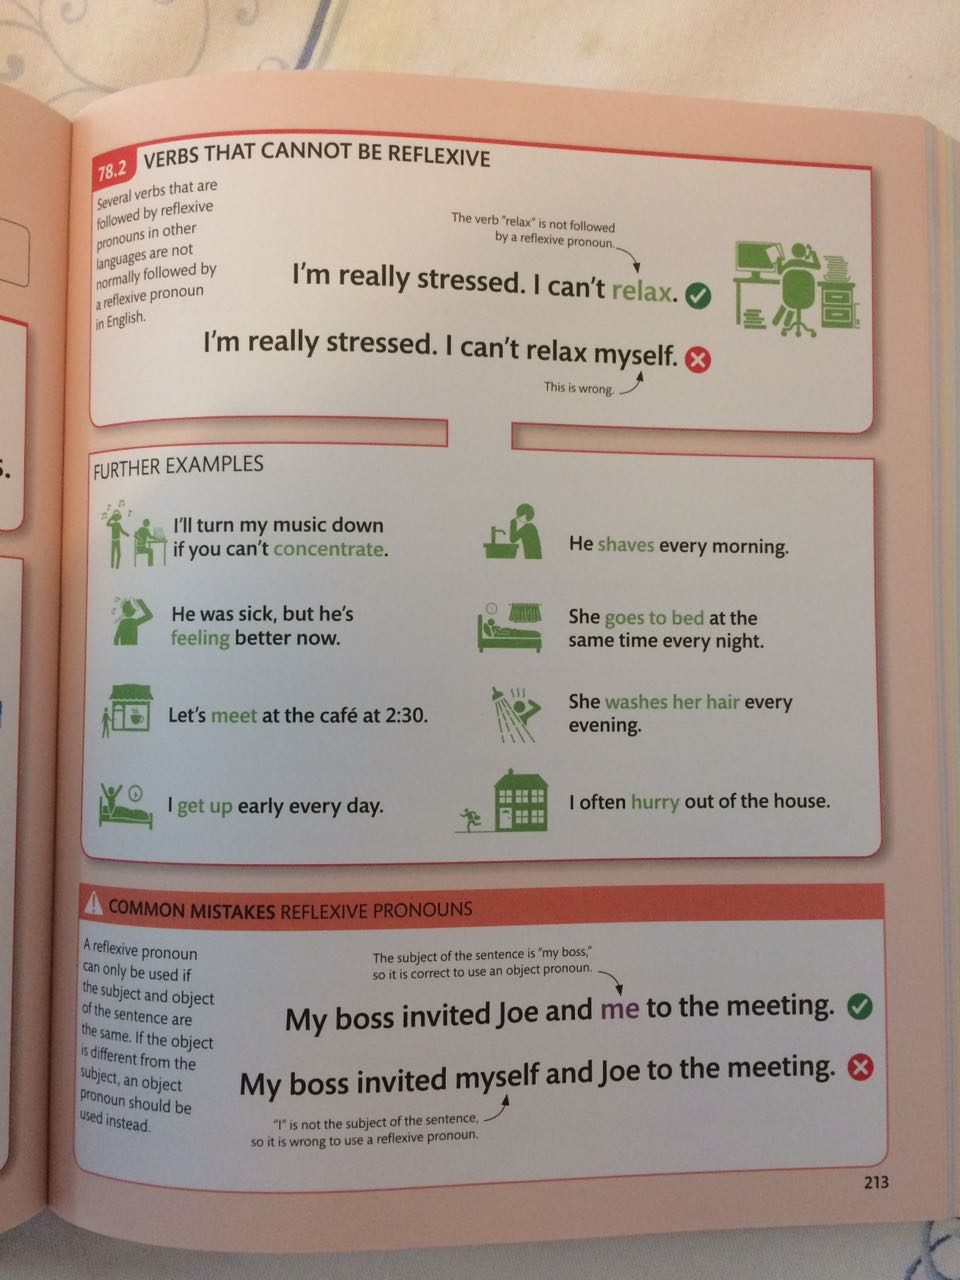 78.2 VERBS THAT CANNOT BE REFLEXIVE
Several verbs that are
followed by reflexive
pronouns in other
languages are not
normally followed by
a reflexive pronoun
in English.
The verb "relax" is not followed
by a reflexive pronoun.
I'm really stressed. I can't relax.
I'm really stressed. I can't relax myself.
This is wrong.
FURTHER EXAMPLES
I'll turn my music down
if you can't concentrate.
He shaves every morning.
He was sick, but he's
feeling better now.
She goes to bed at the
same time every night.
Let's meet at the café at 2:30.
She washes her hair every
evening.
I get up early every day.
I often hurry out of the house.
COMMON MISTAKES REFLEXIVE PRONOUNS
A reflexive pronoun
can only be used if
the subject and object
of the sentence are
the same. If the object
is different from the
subject, an object
pronoun should be
used instead.
The subject of the sentence is "my boss,"
so it is correct to use an object pronoun.
My boss invited Joe and me to the meeting.
My boss invited myself and Joe to the meeting.
"I" is not the subject of the sentence,
so it is wrong to use a reflexive pronoun.
213